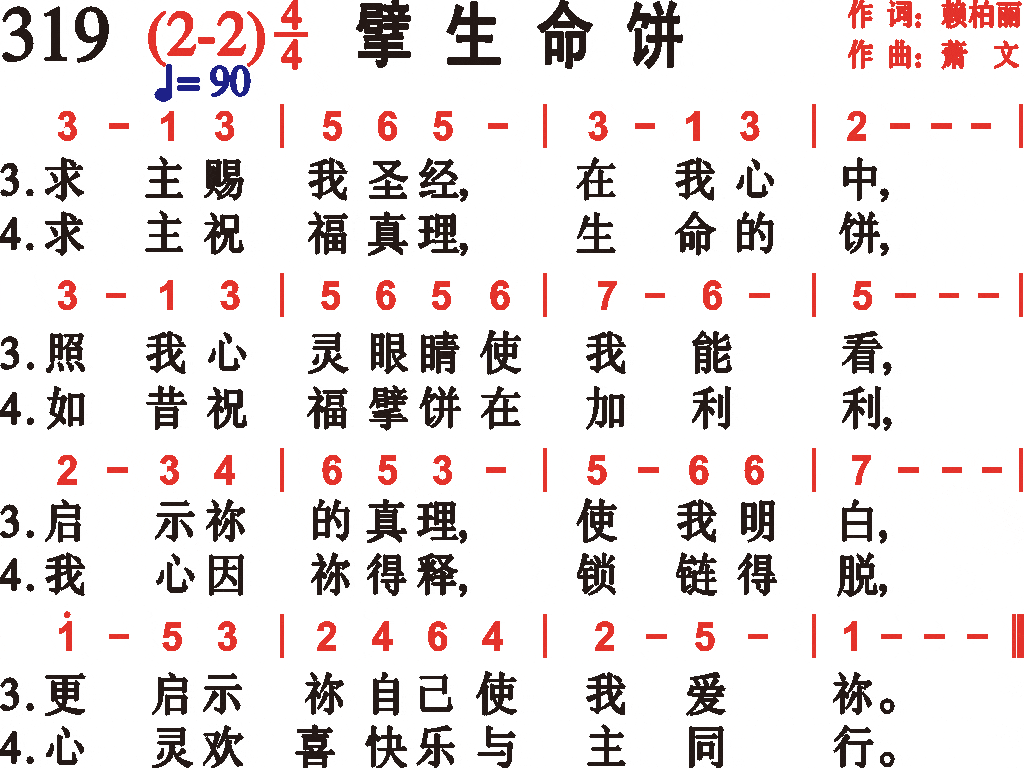 319 (2-2) 4/4 擘生命饼 作词：赖柏丽
♩= 90 作曲：萧 文
3 - 1 3 | 5 6 5 - | 3 - 1 3 | 2 - - - |
3.求 主赐 我圣经, 在 我心 中,
4.求 主祝 福真理, 生 命的 饼,
3 - 1 3 | 5 6 5 6 | 7 - 6 - | 5 - - - |
3.照 我心 灵眼睛使 我 能 看,
4.如 昔祝 福擘饼在 加 利 利,
2 - 3 4 | 6 5 3 - | 5 - 6 6 | 7 - - - |
3.启 示祢 的真理, 使 我明 白,
4.我 心因 祢得释, 锁 链得 脱,
1̇ - 5 3 | 2 4 6 4 | 2 - 5 - | 1 - - - ‖
3.更 启示 祢自己使 我 爱 祢。
4.心 灵欢 喜快乐与 主 同 行。